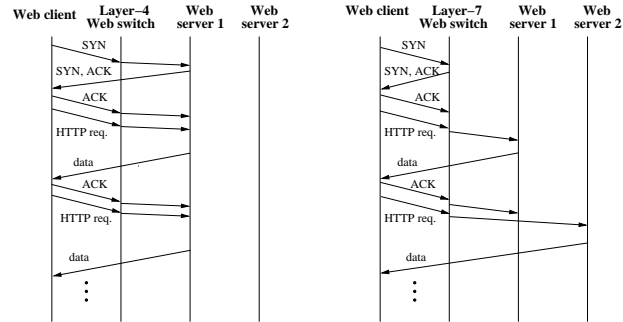 Web client
Layer-4
Web switch
Web
server 1
Web
server 2
SYN
SYN, ACK
ACK
HTTP req.
data
ACK
HTTP req.
data
Web client
Layer-7
Web switch
Web
server 1
Web
server 2
SYN
SYN, ACK
ACK
HTTP req.
data
ACK
HTTP req.
data